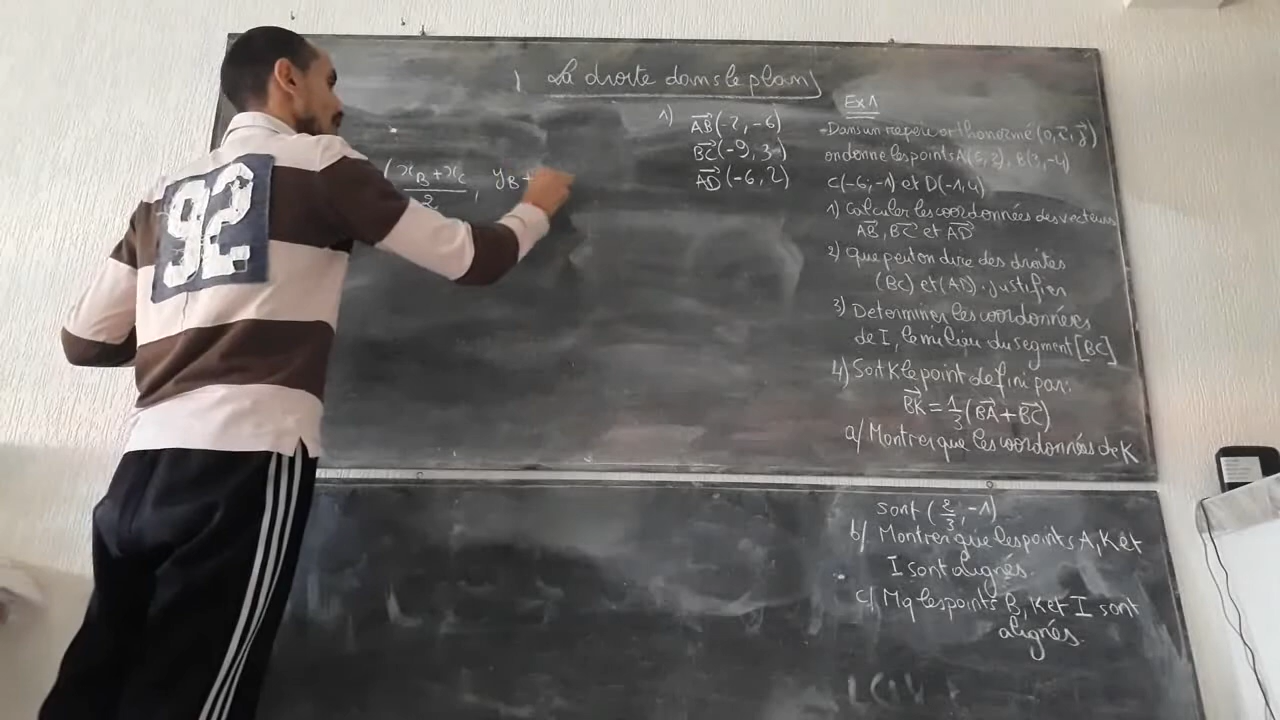 La droite dans le plan
92
(xB+xC / 2 , yB+
1) AB(-2, -6)
BC(-9, 3)
AD(-6, 2)
Ex1
-Dans un repère orthonormé (0, i, j)
on donne les points A(5; 2), B(3, -4)
C(-6; -1) et D(-1, 4)
1) Calculer les coordonnées des vecteurs
AB, BC et AD
2) Que peut on dire des droites
(BC) et (AD). justifier
3) Determiner les coordonnées
de I, le milieu du segment [BC]
4) Soit K le point defini par:
BK = 1/3 (BA + BC)
a/ Montrer que les coordonnées de K
sont (2/3, -1)
b/ Montrer que les points A, K et
I sont alignés.
c/ Mq les points B, K et I sont
alignés.